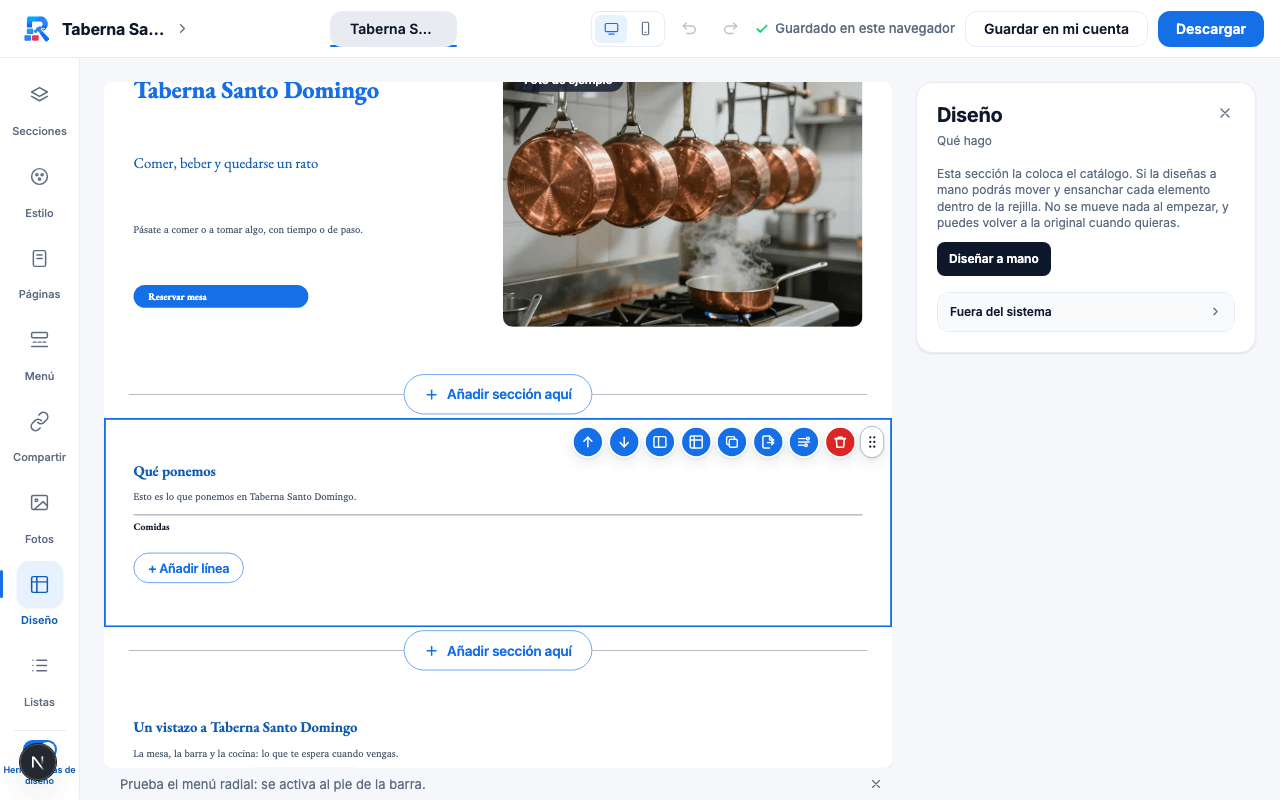 Taberna Sa...
Taberna S...
Guardado en este navegador
Guardar en mi cuenta
Descargar
Secciones
Estilo
Páginas
Menú
Compartir
Fotos
Diseño
Listas
N
diseño
Taberna Santo Domingo
Comer, beber y quedarse un rato
Pásate a comer o a tomar algo, con tiempo o de paso.
Reservar mesa
Añadir sección aquí
Qué ponemos
Esto es lo que ponemos en Taberna Santo Domingo.
Comidas
+ Añadir línea
Añadir sección aquí
Un vistazo a Taberna Santo Domingo
La mesa, la barra y la cocina: lo que te espera cuando vengas.
Prueba el menú radial: se activa al pie de la barra.
Diseño
Qué hago
Esta sección la coloca el catálogo. Si la diseñas a
mano podrás mover y ensanchar cada elemento
dentro de la rejilla. No se mueve nada al empezar, y
puedes volver a la original cuando quieras.
Diseñar a mano
Fuera del sistema